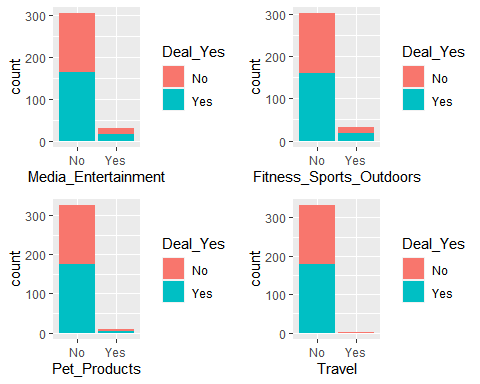 300
200
100
0
count
No Yes
Media_Entertainment
Deal_Yes
No
Yes
300
200
100
0
count
No Yes
Fitness_Sports_Outdoors
Deal_Yes
No
Yes
300
200
100
0
count
No Yes
Pet_Products
Deal_Yes
No
Yes
300
200
100
0
count
No Yes
Travel
Deal_Yes
No
Yes